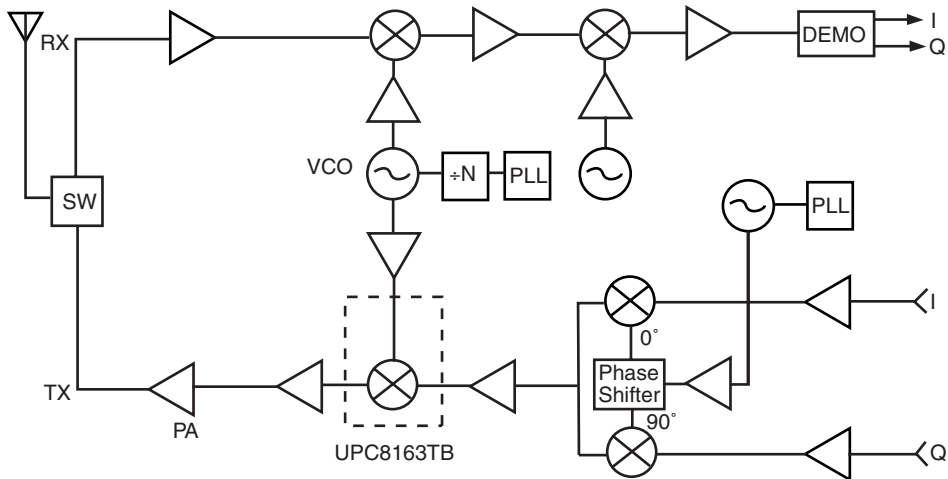 RX
DEMO
I
Q
VCO
÷N
PLL
SW
PLL
I
0°
Phase
Shifter
90°
TX
PA
UPC8163TB
Q